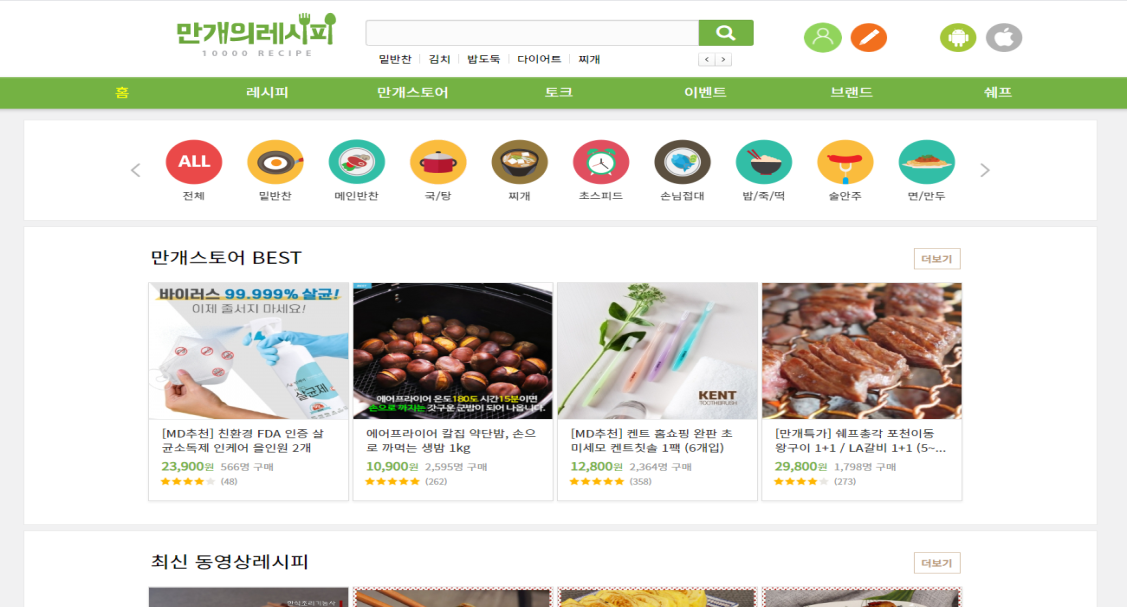 만개의레시피
10000 RECIPE
밑반찬 김치 밥도둑 다이어트 찌개
홈 레시피 만개스토어 토크 이벤트 브랜드 쉐프
ALL
전체 밑반찬 메인반찬 국/탕 찌개 초스피드 손님접대 밥/죽/떡 술안주 면/만두
만개스토어 BEST
더보기
바이러스 99.999% 살균!
이제 줄서지 마세요!
살균제
에어프라이어 온도180도 시간15분이면
손으로 까지는 갓구운 군밤이 되어 나옵니다.
KENT
TOOTHBRUSH
[MD추천] 친환경 FDA 인증 살
균소독제 인케어 올인원 2개
23,900원 566명 구매
(48)
에어프라이어 칼집 약단밤, 손으
로 까먹는 생밤 1kg
10,900원 2,595명 구매
(262)
[MD추천] 켄트 홈쇼핑 완판 초
미세모 켄트칫솔 1팩 (6개입)
12,800원 2,364명 구매
(358)
[만개특가] 쉐프총각 포천이동
왕구이 1+1 / LA갈비 1+1 (5~...
29,800원 1,798명 구매
(273)
최신 동영상레시피
더보기
한식조리기능사